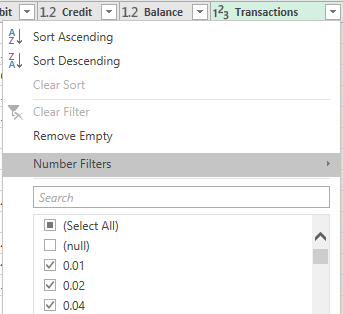 bit 1.2 Credit 1.2 Balance 1²3 Transactions
A Z Sort Ascending
Z A Sort Descending
Clear Sort
Clear Filter
Remove Empty
Number Filters
Search
(Select All)
(null)
0.01
0.02
0.04